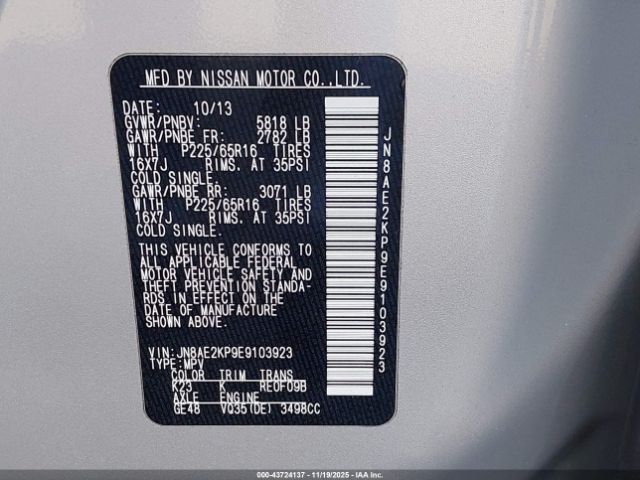 MFD BY NISSAN MOTOR CO.,LTD.
DATE: 10/13
GVWR/PNBV: 5818 LB
GAWR/PNBE FR: 2782 LB
WITH P225/65R16 TIRES
16X7J RIMS. AT 35PSI
COLD SINGLE.
GAWR/PNBE RR: 3071 LB
WITH P225/65R16 TIRES
16X7J RIMS. AT 35PSI
COLD SINGLE.
THIS VEHICLE CONFORMS TO
ALL APPLICABLE FEDERAL
MOTOR VEHICLE SAFETY AND
THEFT PREVENTION STANDA-
RDS IN EFFECT ON THE
DATE OF MANUFACTURE
SHOWN ABOVE.
VIN: JN8AE2KP9E9103923
TYPE: MPV
COLOR TRIM TRANS
K23 K RE0F09B
AXLE ENGINE
GE48 VQ35(DE) 3498CC
JN8AE2KP9E9103923
000-43724137 - 11/19/2025 - IAAI.COM